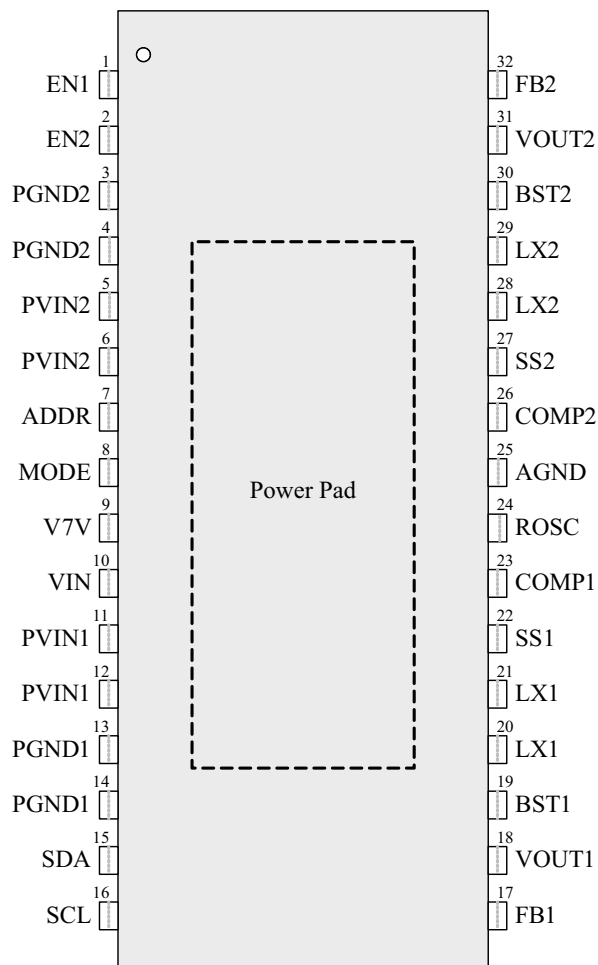 1
EN1
32
FB2
2
EN2
31
VOUT2
3
PGND2
30
BST2
4
PGND2
29
LX2
5
PVIN2
28
LX2
6
PVIN2
27
SS2
7
ADDR
26
COMP2
8
MODE
25
AGND
Power Pad
9
V7V
24
ROSC
10
VIN
23
COMP1
11
PVIN1
22
SS1
12
PVIN1
21
LX1
13
PGND1
20
LX1
14
PGND1
19
BST1
15
SDA
18
VOUT1
16
SCL
17
FB1